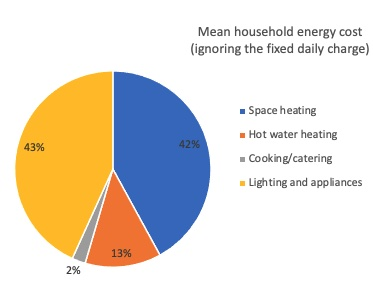 Mean household energy cost
(ignoring the fixed daily charge)
43%
42%
Space heating
Hot water heating
Cooking/catering
Lighting and appliances
13%
2%